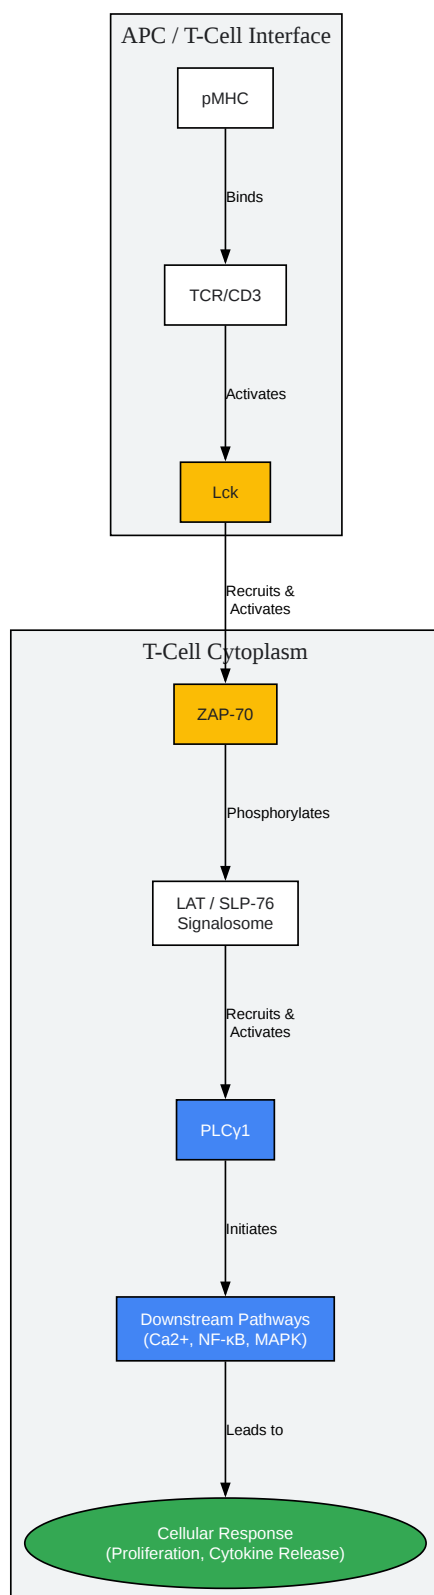 APC / T-Cell Interface
pMHC
Binds
TCR/CD3
Activates
Lck
Recruits &
Activates
T-Cell Cytoplasm
ZAP-70
Phosphorylates
LAT / SLP-76
Signalosome
Recruits &
Activates
PLCγ1
Initiates
Downstream Pathways
(Ca2+, NF-κB, MAPK)
Leads to
Cellular Response
(Proliferation, Cytokine Release)